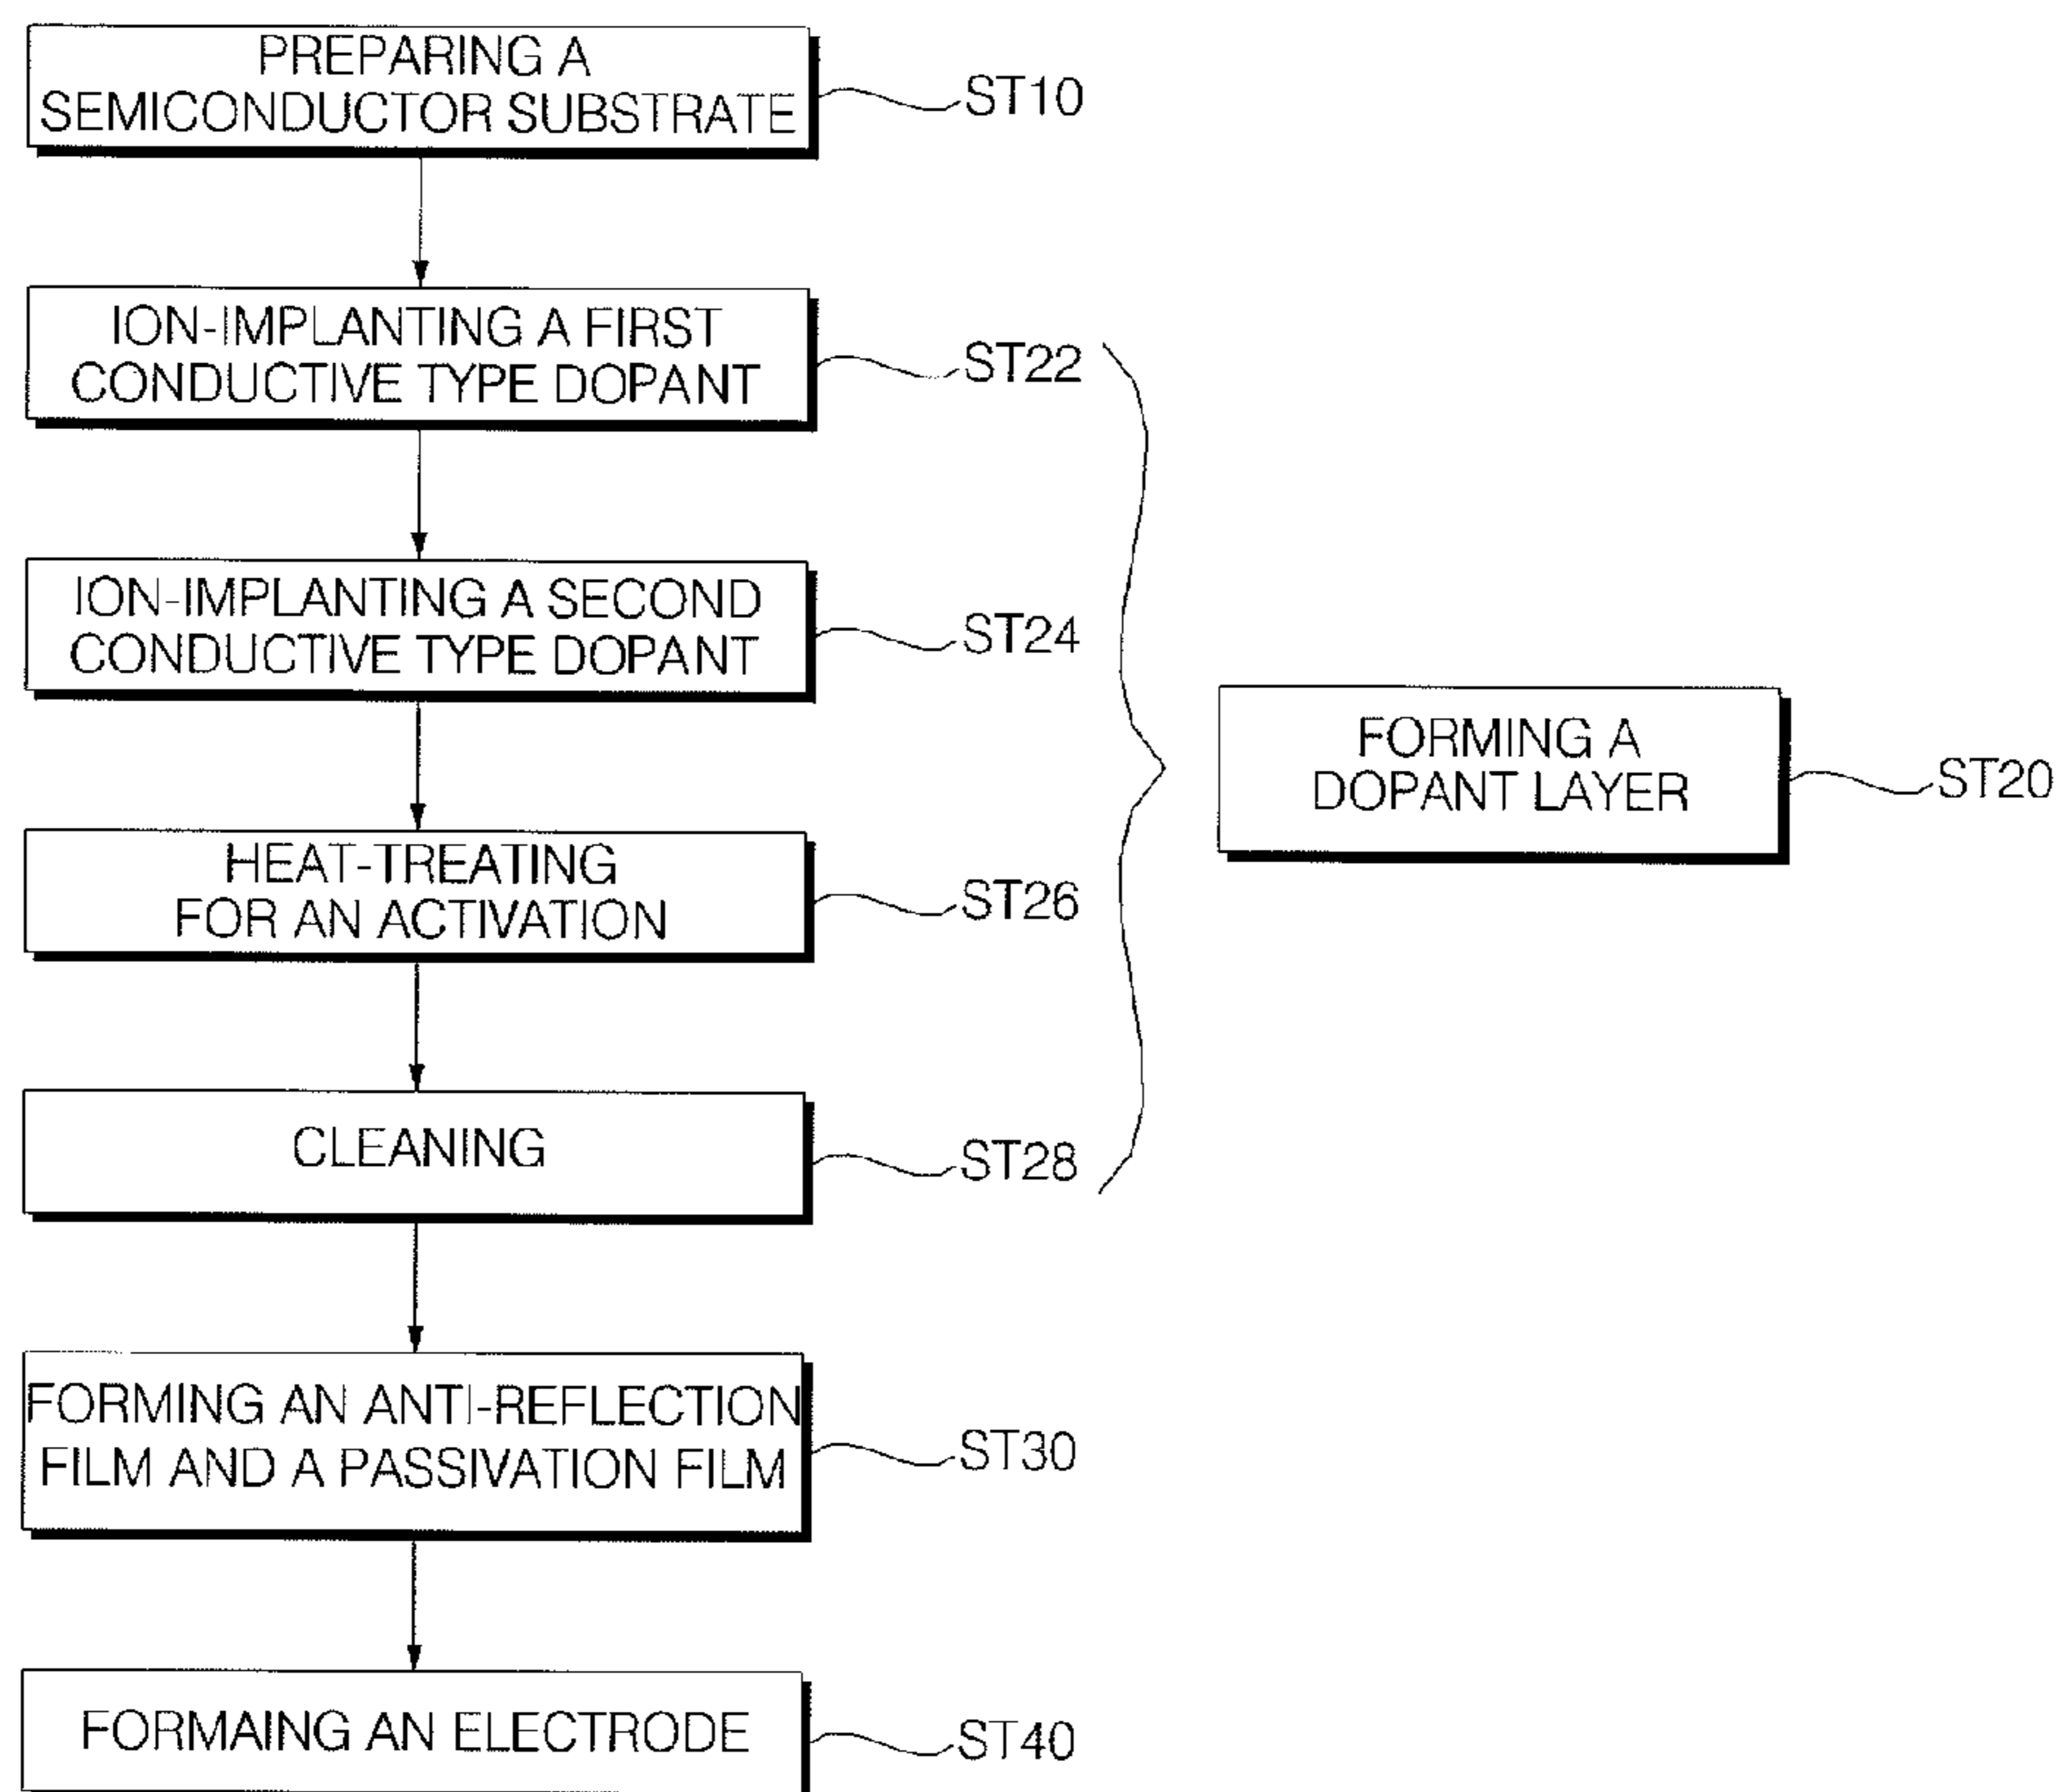 PREPARING A
SEMICONDUCTOR SUBSTRATE
ST10
ION-IMPLANTING A FIRST
CONDUCTIVE TYPE DOPANT
ST22
ION-IMPLANTING A SECOND
CONDUCTIVE TYPE DOPANT
ST24
HEAT-TREATING
FOR AN ACTIVATION
ST26
CLEANING
ST28
FORMING A
DOPANT LAYER
ST20
FORMING AN ANTI-REFLECTION
FILM AND A PASSIVATION FILM
ST30
FORMAING AN ELECTRODE
ST40